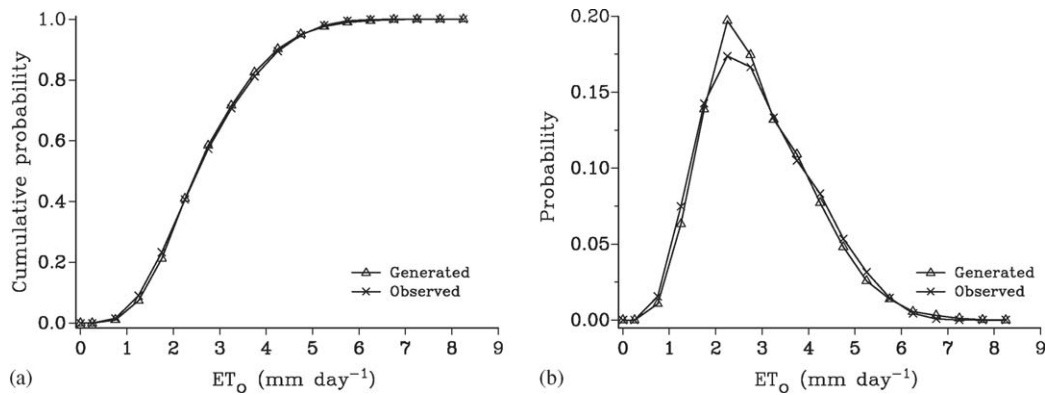 Cumulative probability
1.0
0.8
0.6
0.4
0.2
0.0
Generated
Observed
0 1 2 3 4 5 6 7 8 9
ET₀ (mm day⁻¹)
(a)
Probability
0.20
0.15
0.10
0.05
0.00
Generated
Observed
0 1 2 3 4 5 6 7 8 9
ET₀ (mm day⁻¹)
(b)